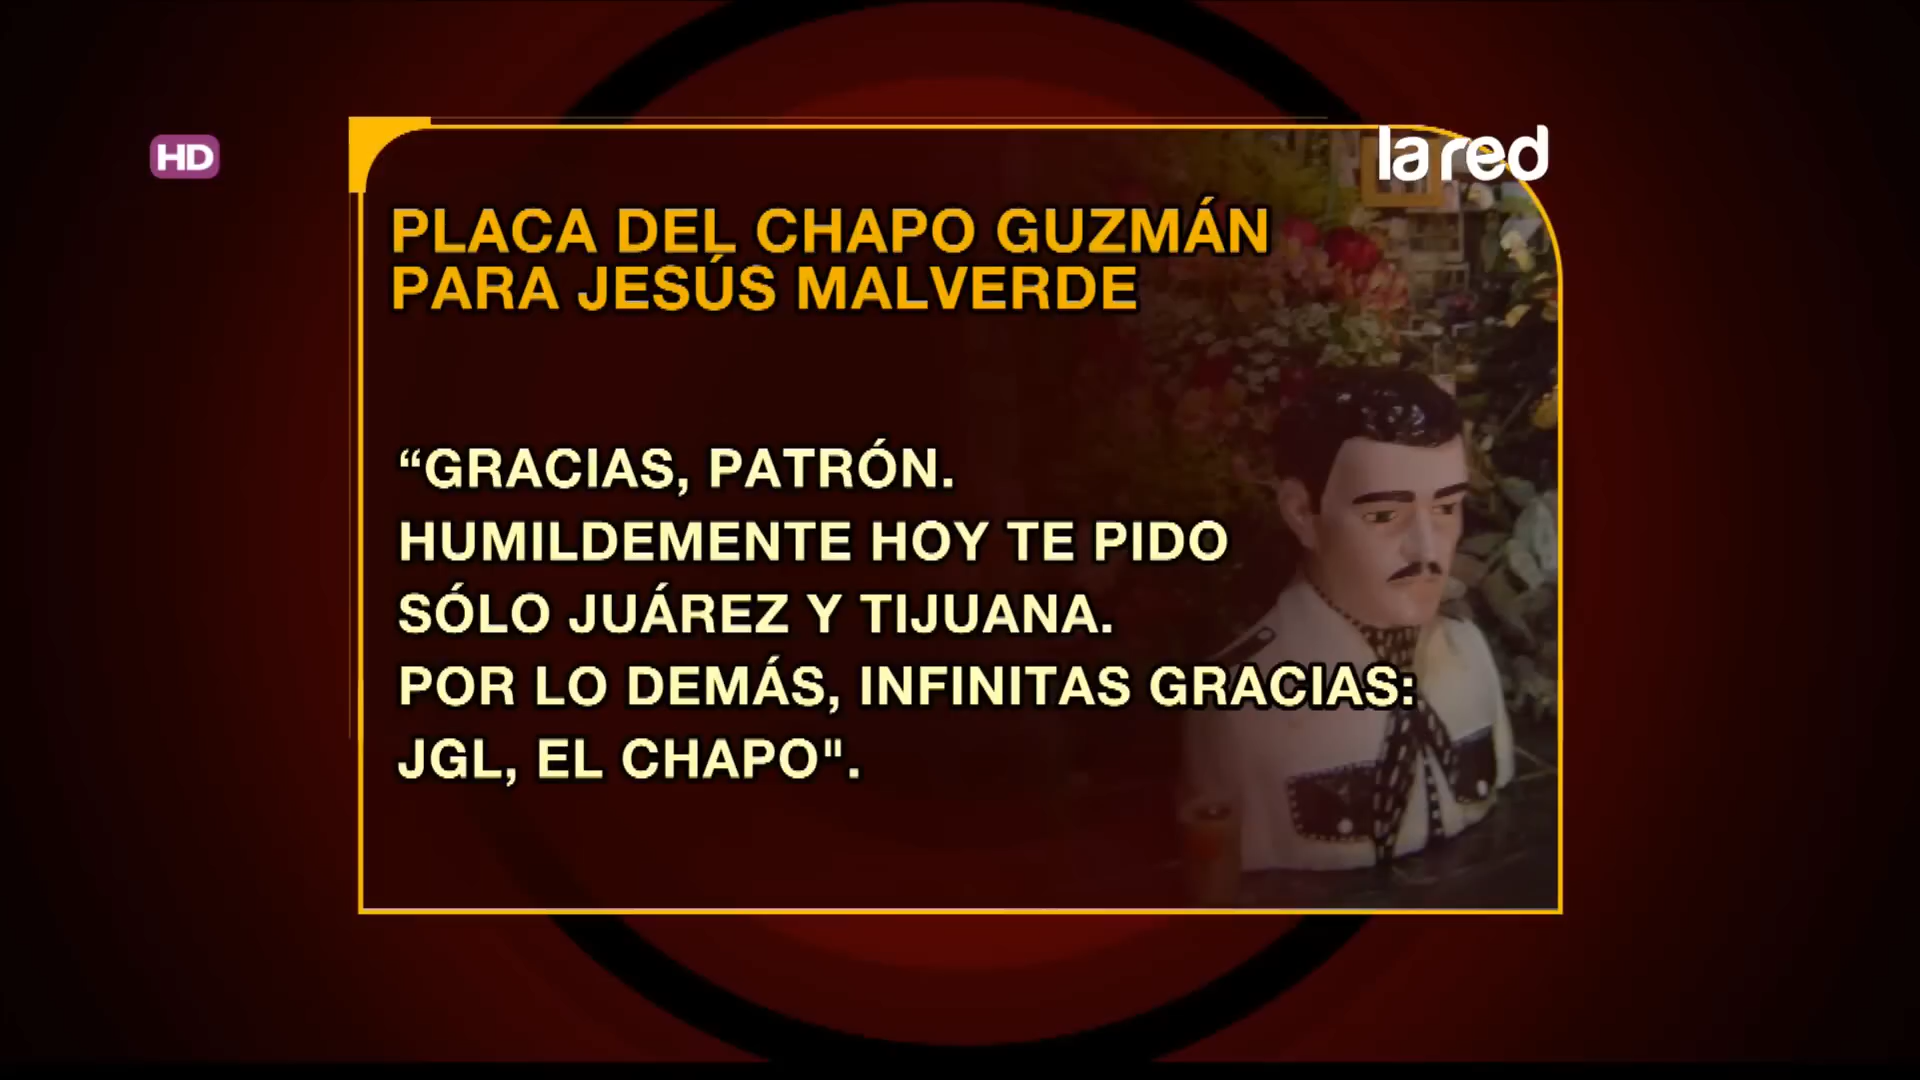 HD
la red
PLACA DEL CHAPO GUZMÁN
PARA JESÚS MALVERDE
“GRACIAS, PATRÓN.
HUMILDEMENTE HOY TE PIDO
SÓLO JUÁREZ Y TIJUANA.
POR LO DEMÁS, INFINITAS GRACIAS:
JGL, EL CHAPO".